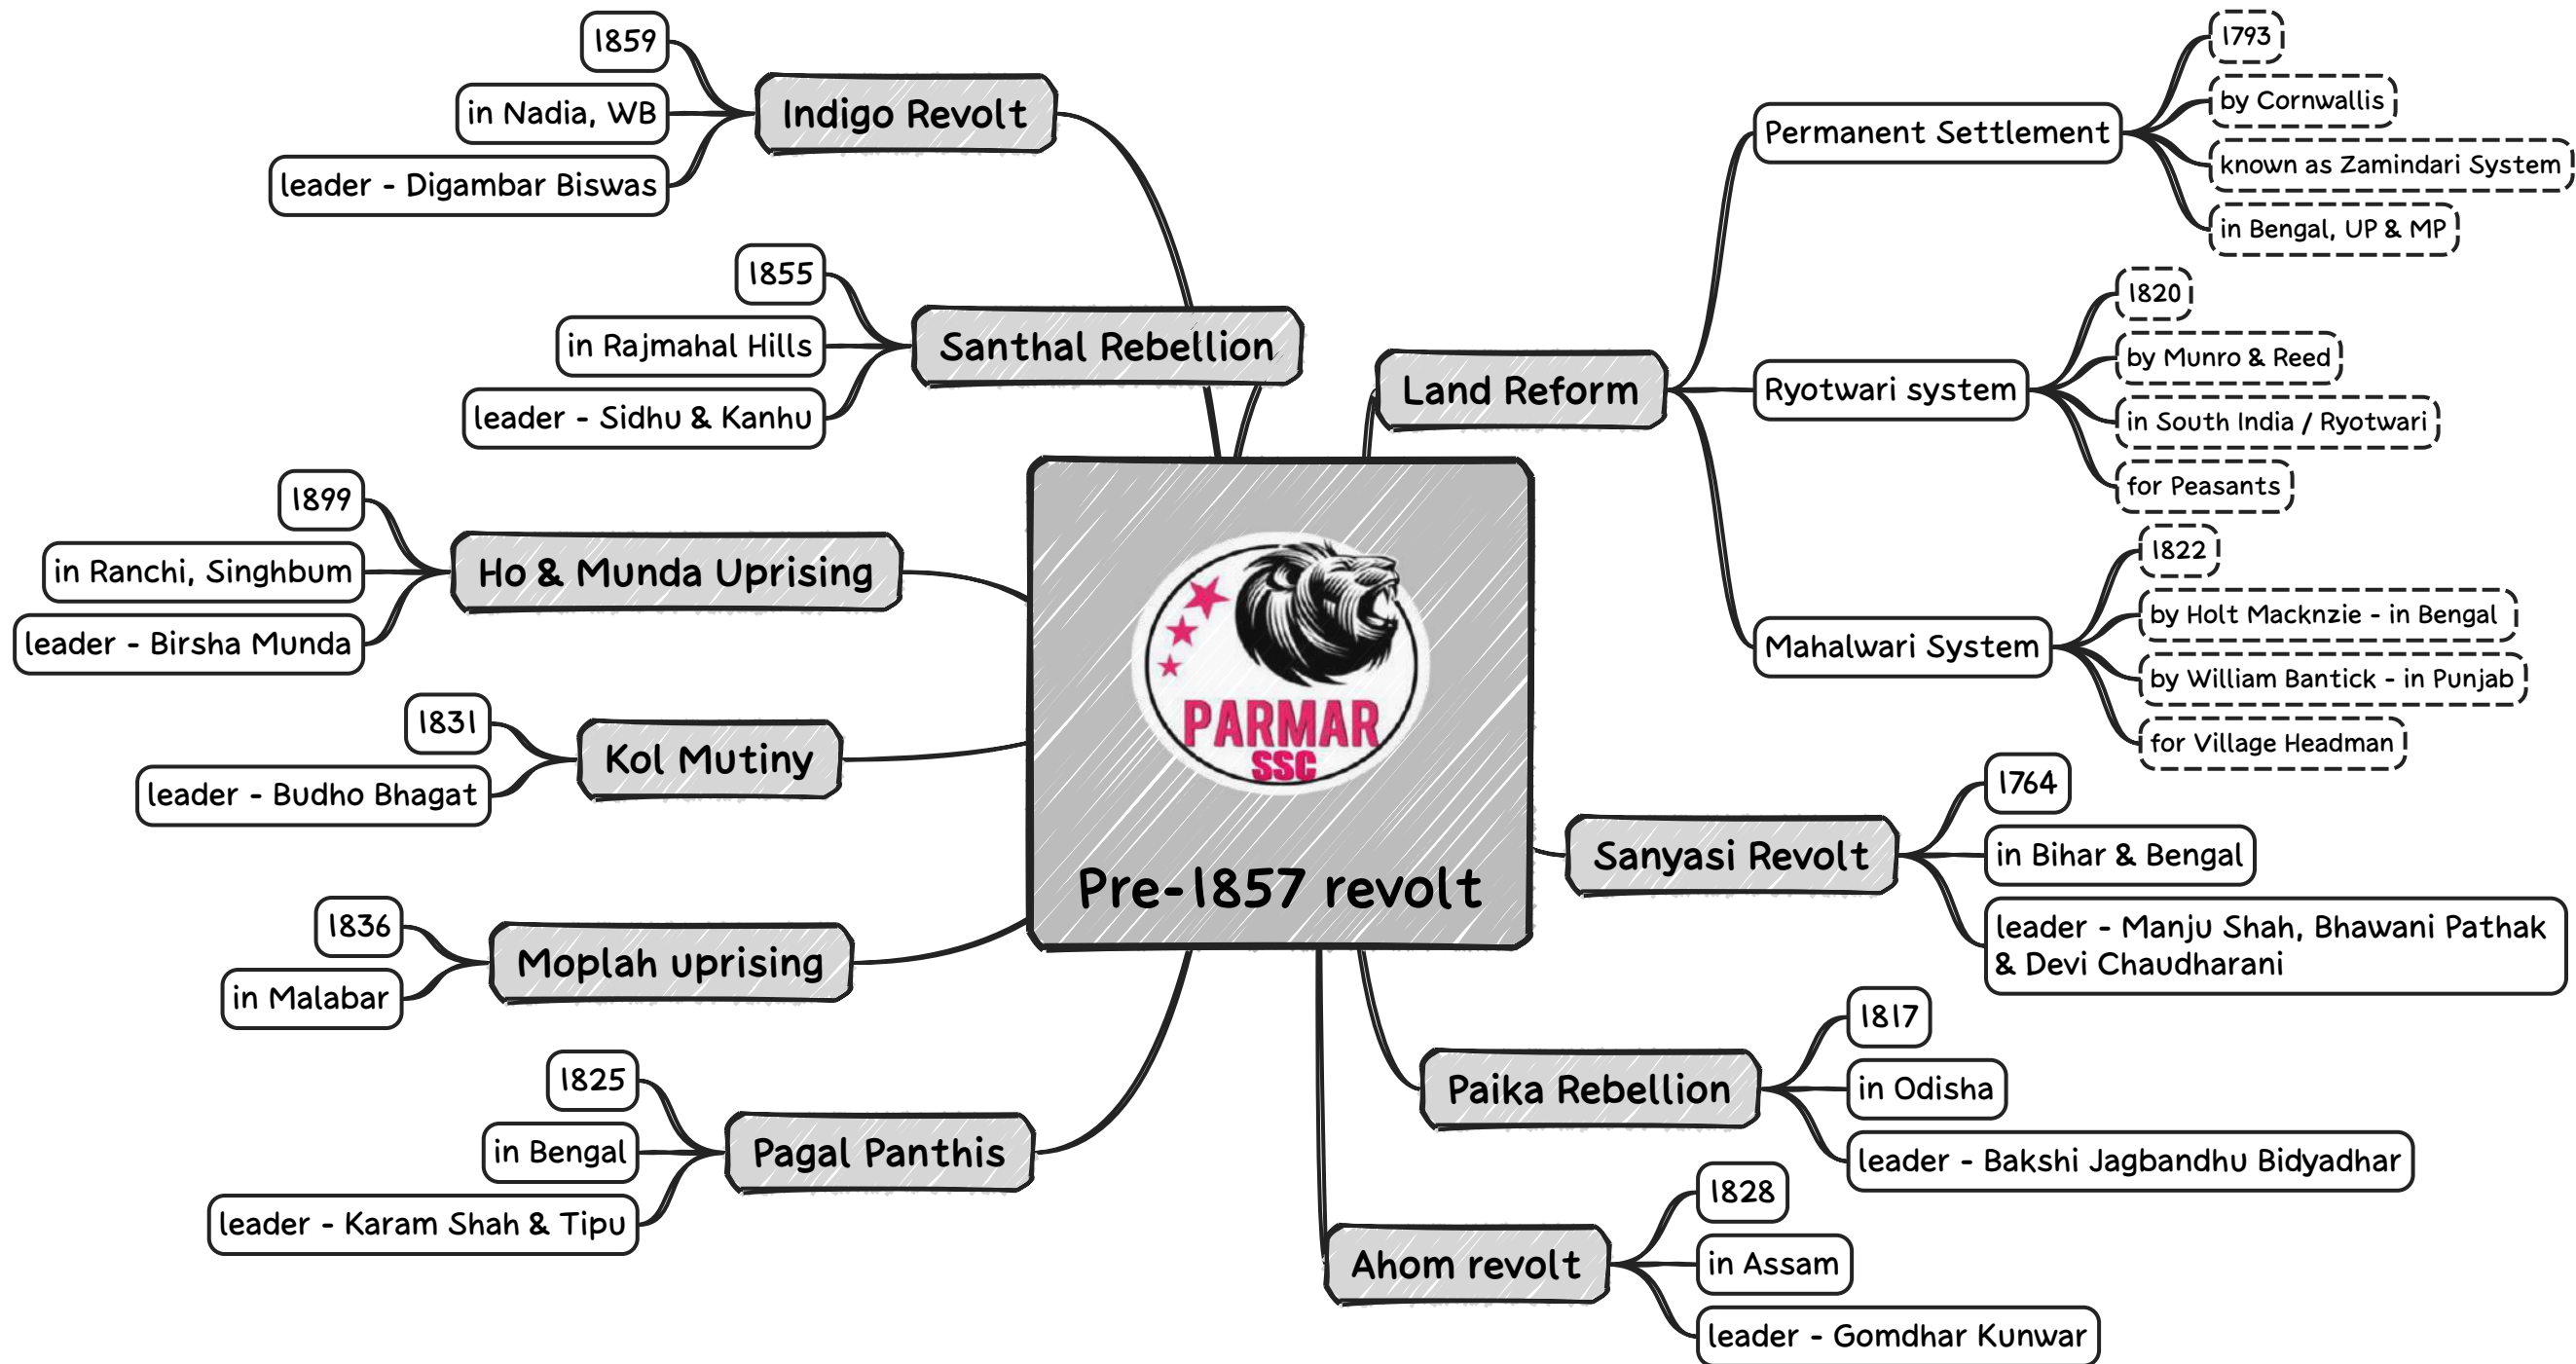 1859
in Nadia, WB
leader - Digambar Biswas
Indigo Revolt
1855
in Rajmahal Hills
leader - Sidhu & Kanhu
Santhal Rebellion
1899
in Ranchi, Singhbum
leader - Birsha Munda
Ho & Munda Uprising
1831
leader - Budho Bhagat
Kol Mutiny
1836
in Malabar
Moplah uprising
1825
in Bengal
leader - Karam Shah & Tipu
Pagal Panthis
PARMAR
SSC
Pre-1857 revolt
Land Reform
Permanent Settlement
1793
by Cornwallis
known as Zamindari System
in Bengal, UP & MP
Ryotwari system
1820
by Munro & Reed
in South India / Ryotwari
for Peasants
Mahalwari System
1822
by Holt Macknzie - in Bengal
by William Bantick - in Punjab
for Village Headman
Sanyasi Revolt
1764
in Bihar & Bengal
leader - Manju Shah, Bhawani Pathak
& Devi Chaudharani
Paika Rebellion
1817
in Odisha
leader - Bakshi Jagbandhu Bidyadhar
Ahom revolt
1828
in Assam
leader - Gomdhar Kunwar